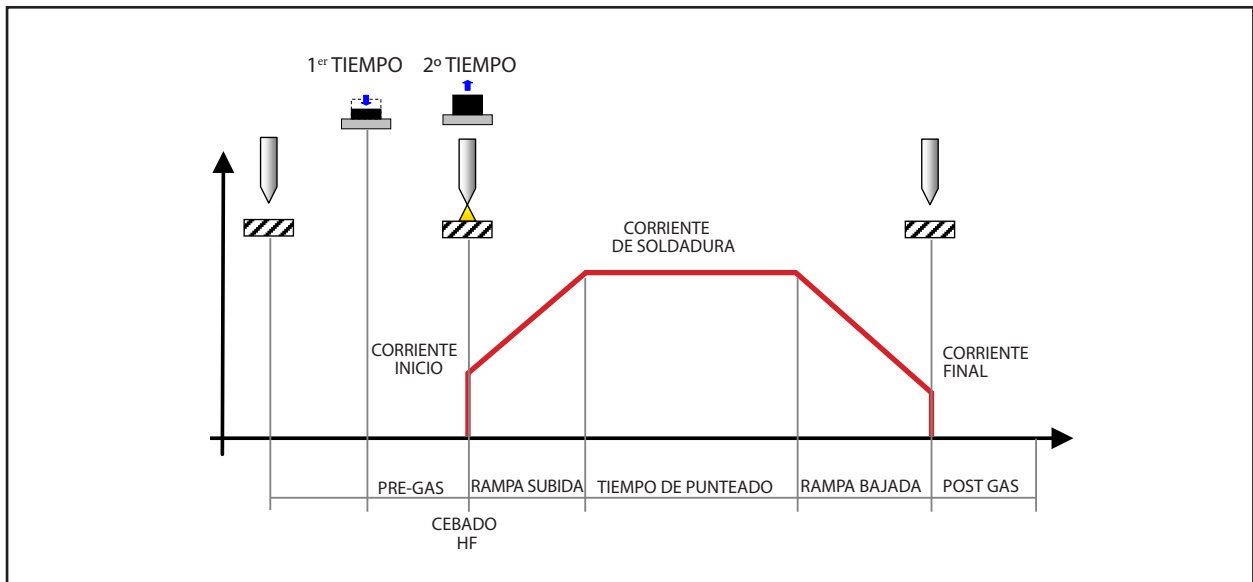 1er TIEMPO
2º TIEMPO
CORRIENTE
DE SOLDADURA
CORRIENTE
INICIO
CORRIENTE
FINAL
PRE-GAS
RAMPA SUBIDA
TIEMPO DE PUNTEADO
RAMPA BAJADA
POST GAS
CEBADO
HF